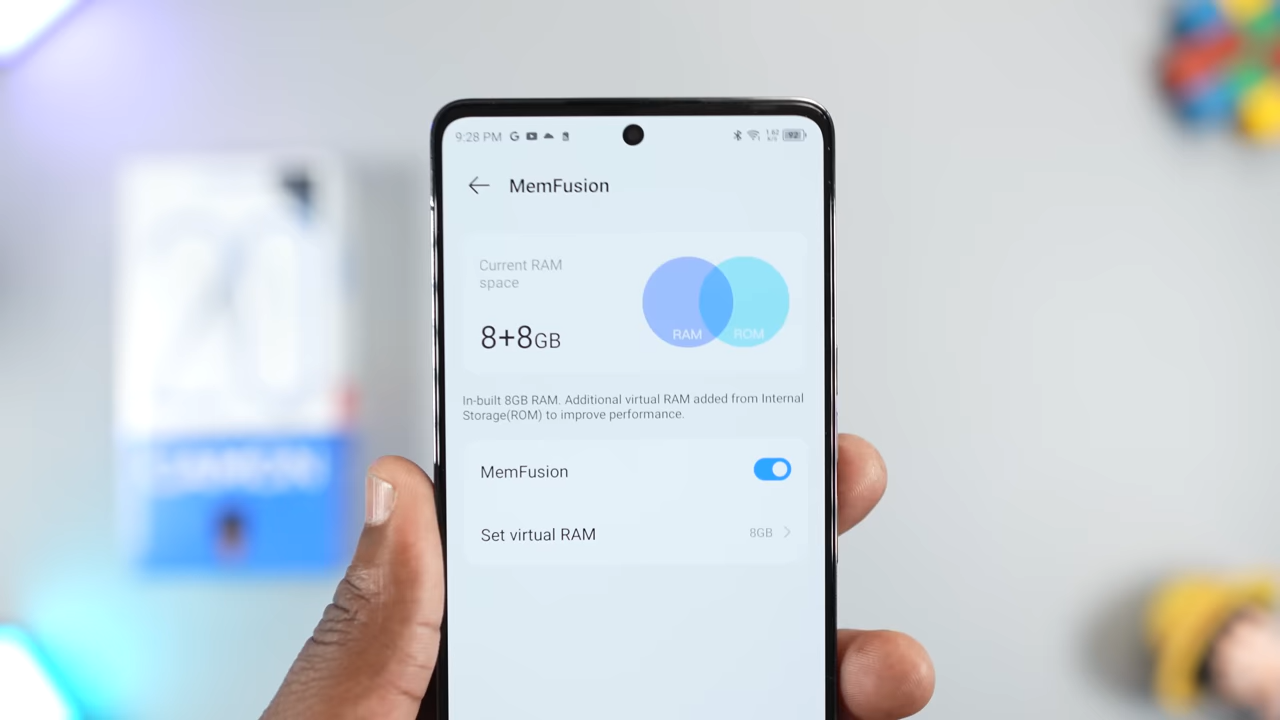 9:28 PM
92
MemFusion
Current RAM
space
8+8GB
RAM
ROM
In-built 8GB RAM. Additional virtual RAM added from Internal
Storage(ROM) to improve performance.
MemFusion
Set virtual RAM
8GB